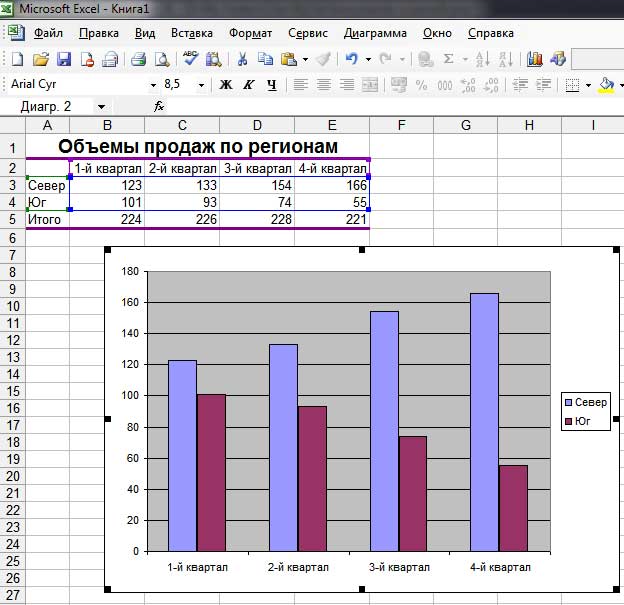 Microsoft Excel - Книга1
Файл Правка Вид Вставка Формат Сервис Диаграмма Окно Справка
Arial Cyr 8,5 Ж К Ч % 000
Диагр. 2 fx
A B C D E F G H I
1 Объемы продаж по регионам
2 1-й квартал 2-й квартал 3-й квартал 4-й квартал
3 Север 123 133 154 166
4 Юг 101 93 74 55
5 Итого 224 226 228 221
6
7
8 180
9
10 160
11
12 140
13 120
14
15
16 100
17
18 80
19 60
20
21 40
22
23 20
24
25 0
26 1-й квартал 2-й квартал 3-й квартал 4-й квартал
27
Север
Юг